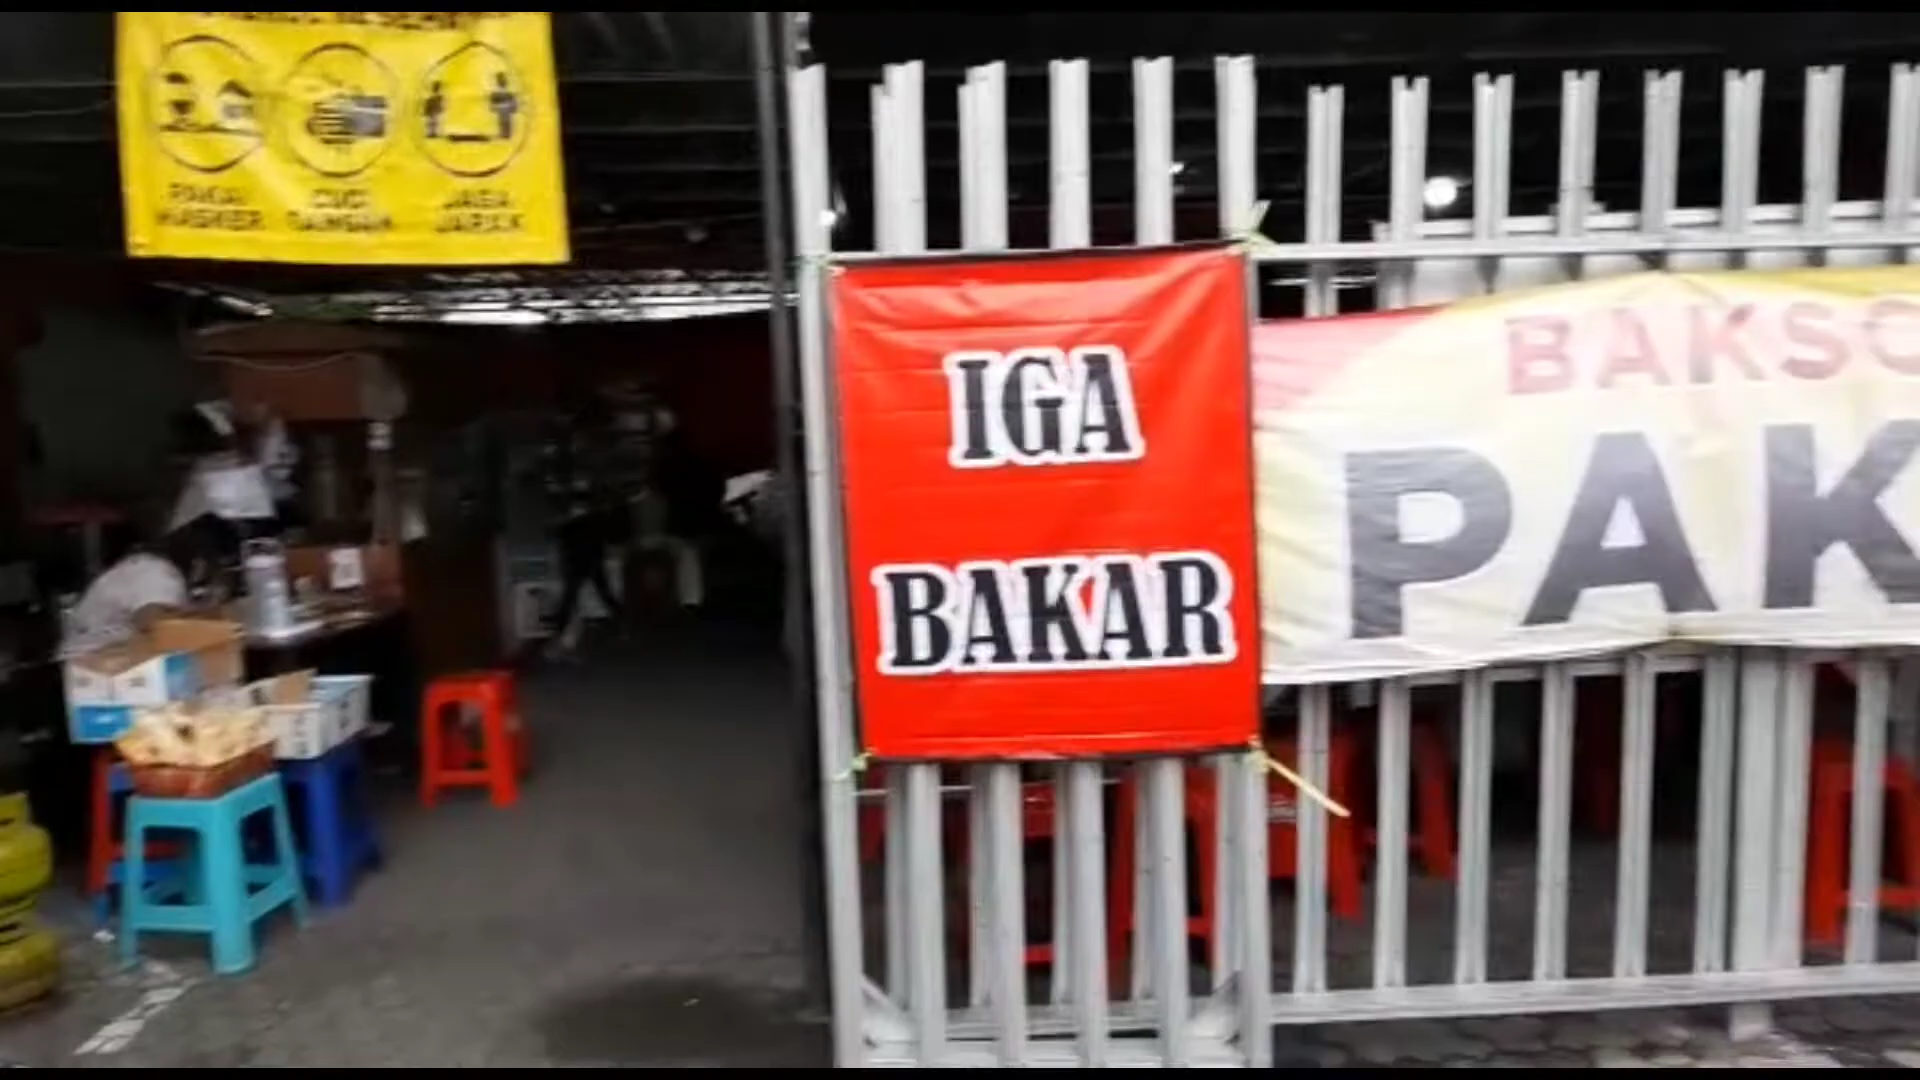 PAKAI
MASKER
CUCI
TANGAN
JAGA
JARAK
IGA
BAKAR
BAKSO
PAK